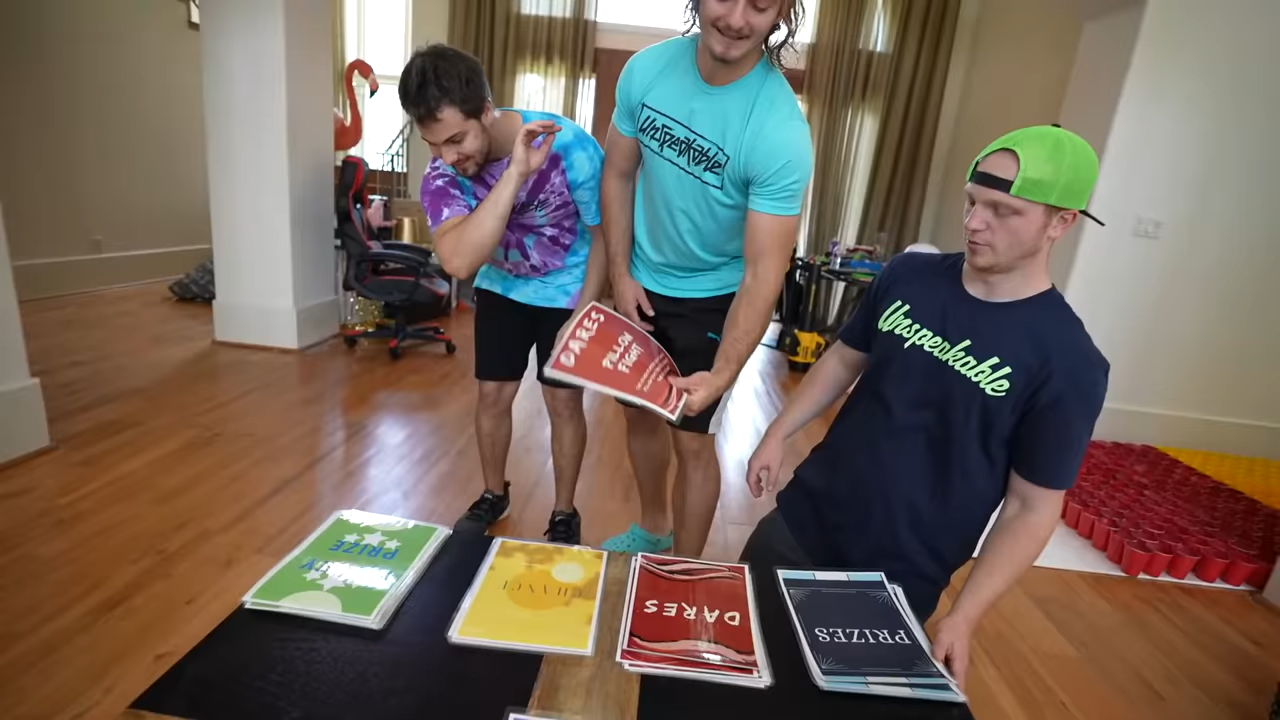 Unspeakable
Unspeakable
DARES
PILLOW
FIGHT
PRIZE
CHANCE
DARES
PRIZES